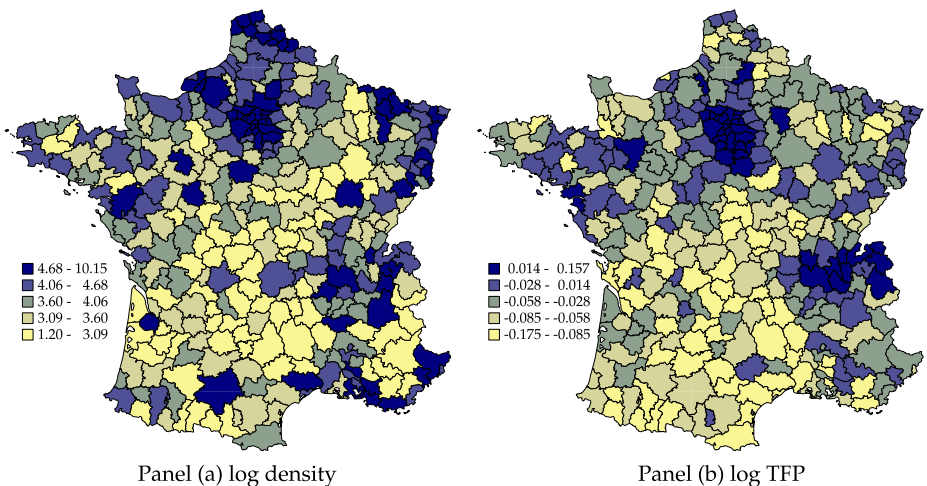 4.68 - 10.15
4.06 - 4.68
3.60 - 4.06
3.09 - 3.60
1.20 - 3.09
Panel (a) log density
0.014 - 0.157
-0.028 - 0.014
-0.058 - -0.028
-0.085 - -0.058
-0.175 - -0.085
Panel (b) log TFP